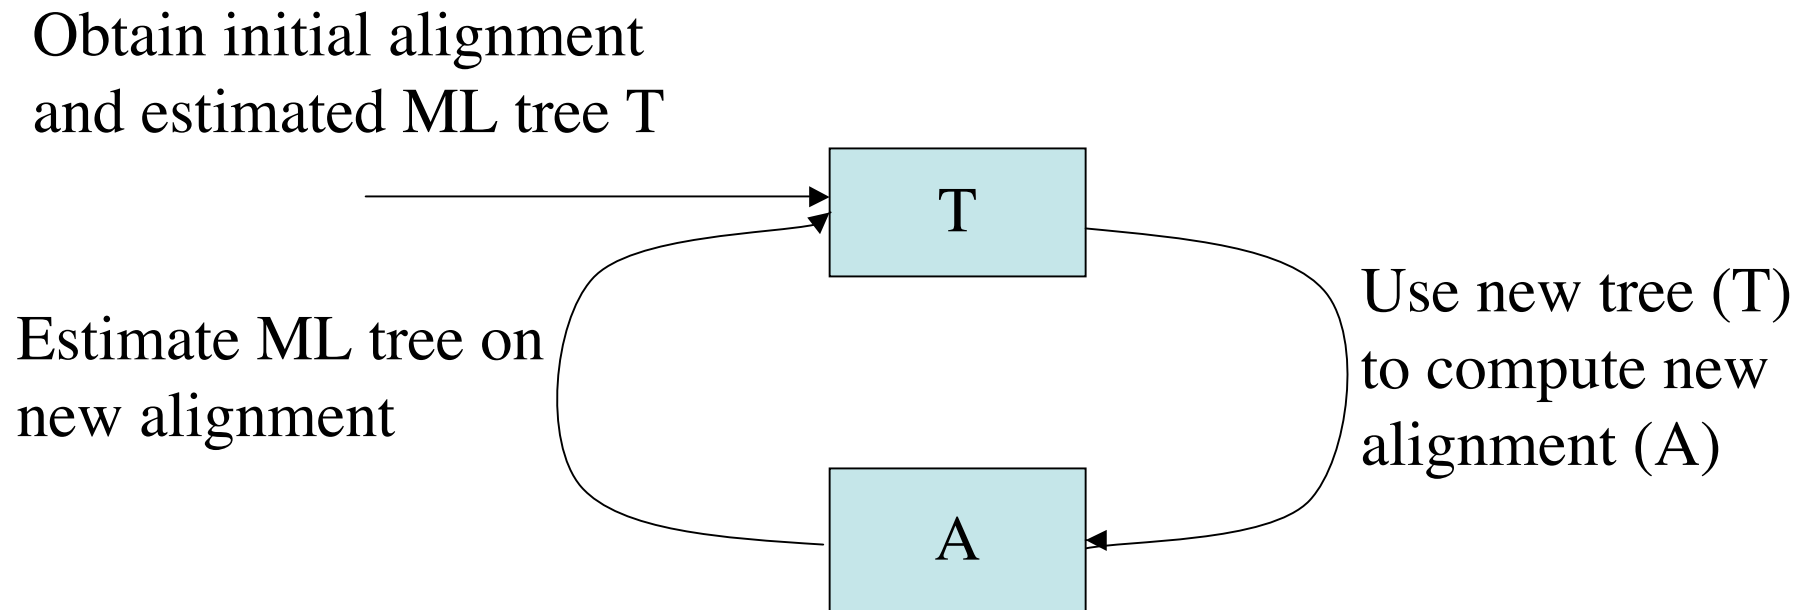 Obtain initial alignment
and estimated ML tree T
T
Estimate ML tree on
new alignment
Use new tree (T)
to compute new
alignment (A)
A